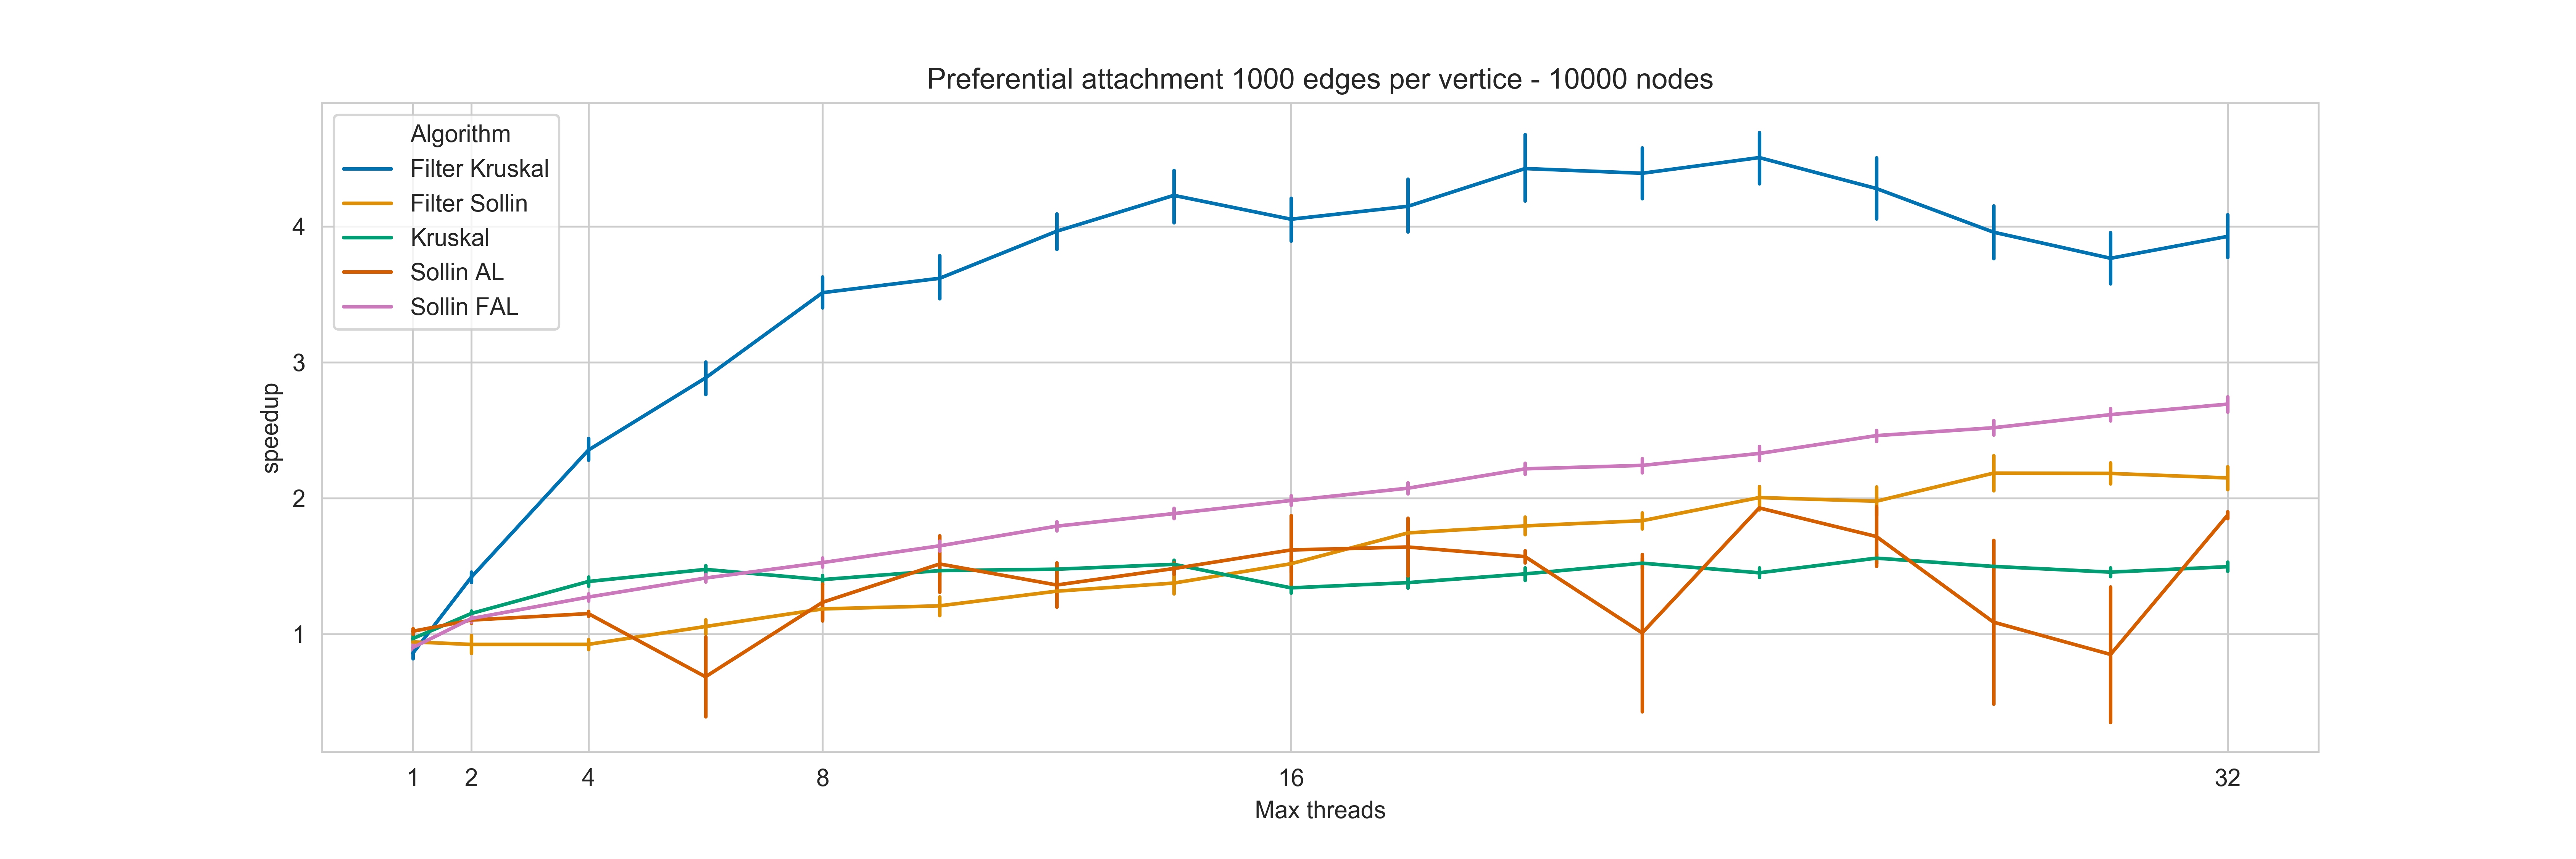 Preferential attachment 1000 edges per vertice - 10000 nodes
Algorithm
Filter Kruskal
Filter Sollin
Kruskal
Sollin AL
Sollin FAL
speedup
4
3
2
1
1 2 4 8 16 32
Max threads